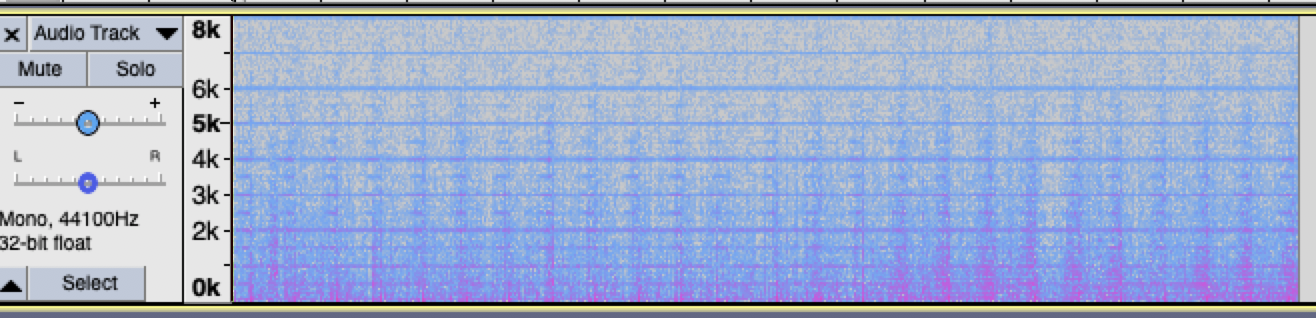 × Audio Track ▼
Mute Solo
- +
L R
Mono, 44100Hz
32-bit float
▲ Select
8k
6k
5k
4k
3k
2k
0k